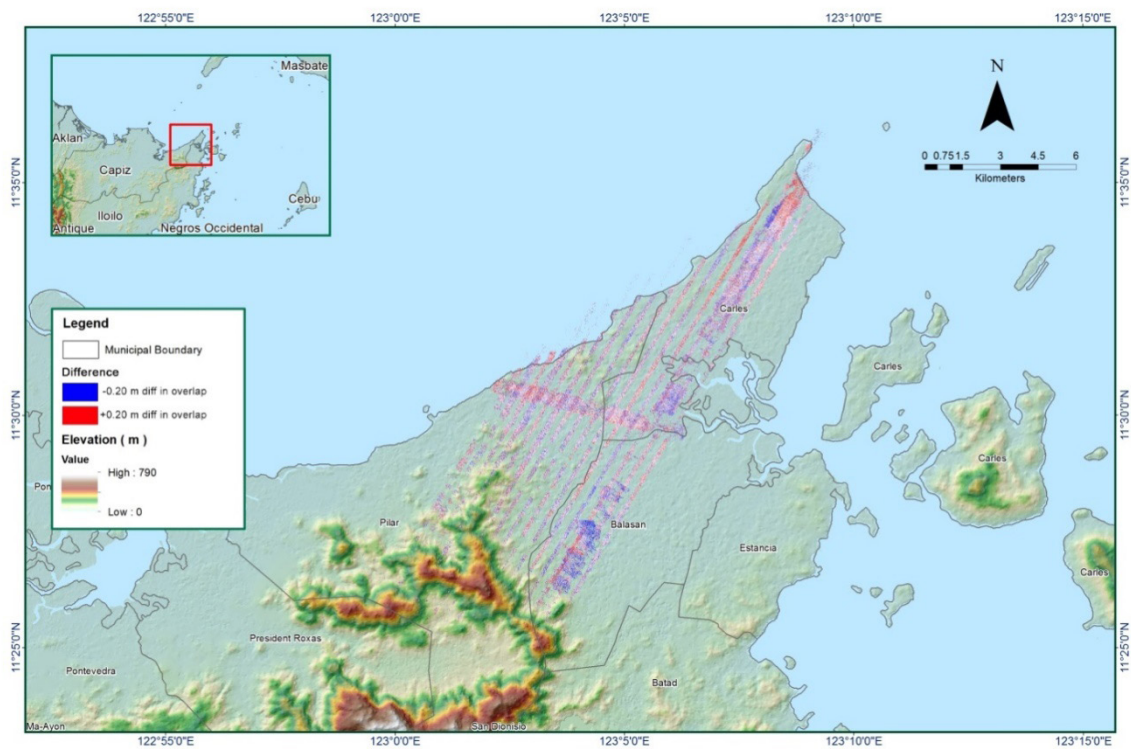 122°55'0"E
123°0'0"E
123°5'0"E
123°10'0"E
123°15'0"E
Masbate
Aklan
Capiz
Iloilo
Cebu
Antique
Negros Occidental
N
0 0.75 1.5 3 4.5 6
Kilometers
11°35'0"N
11°35'0"N
Legend
Municipal Boundary
Difference
-0.20 m diff in overlap
+0.20 m diff in overlap
Elevation ( m )
Value
High : 790
Low : 0
Carles
Carles
11°30'0"N
11°30'0"N
Carles
Pon
Pilar
Balasan
Estancia
Carles
President Roxas
11°25'0"N
11°25'0"N
Pontevedra
Batad
Ma-Ayon
San Dionisio
122°55'0"E
123°0'0"E
123°5'0"E
123°10'0"E
123°15'0"E